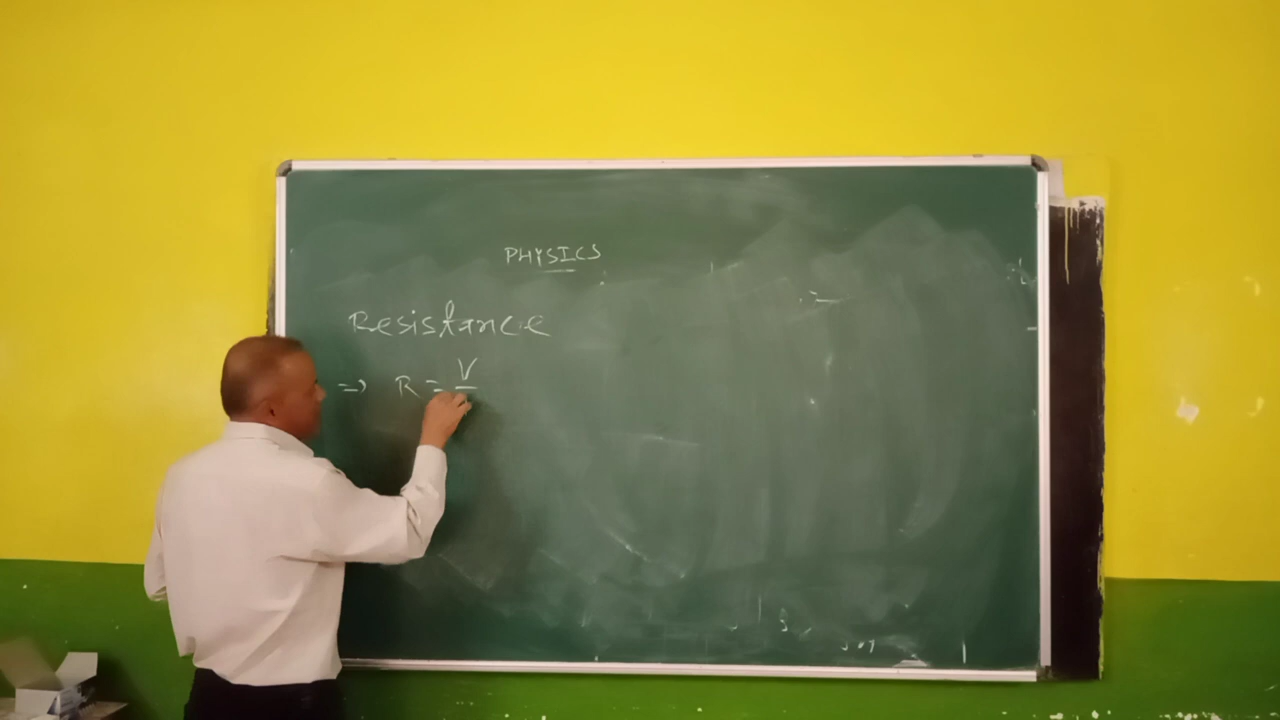 PHYSICS
Resistance
⇒ R = V